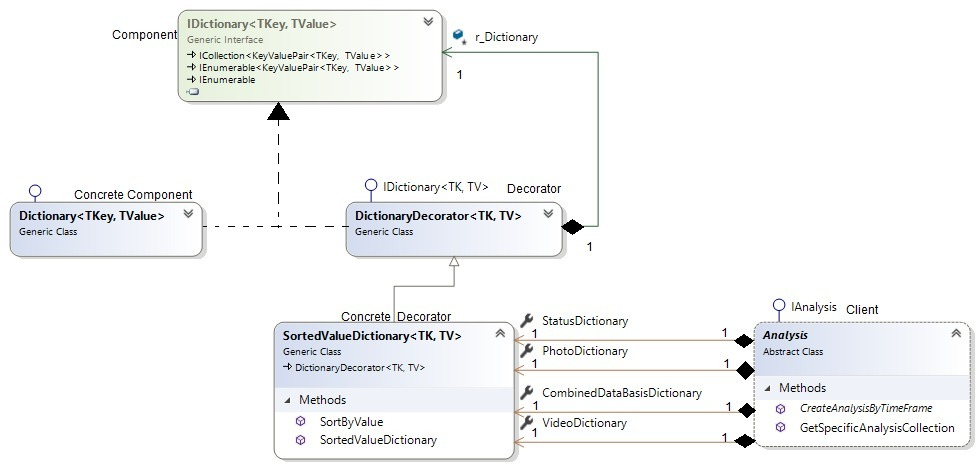 Component
IDictionary<TKey, TValue>
Generic Interface
ICollection<KeyValuePair<TKey, TValue>>
IEnumerable<KeyValuePair<TKey, TValue>>
IEnumerable
r_Dictionary
1
Concrete Component
Dictionary<TKey, TValue>
Generic Class
IDictionary<TK, TV>
Decorator
DictionaryDecorator<TK, TV>
Generic Class
1
Concrete Decorator
SortedValueDictionary<TK, TV>
Generic Class
DictionaryDecorator<TK, TV>
Methods
SortByValue
SortedValueDictionary
StatusDictionary
1 1
PhotoDictionary
1 1
CombinedDataBasisDictionary
1 1
VideoDictionary
1 1
IAnalysis
Client
Analysis
Abstract Class
Methods
CreateAnalysisByTimeFrame
GetSpecificAnalysisCollection